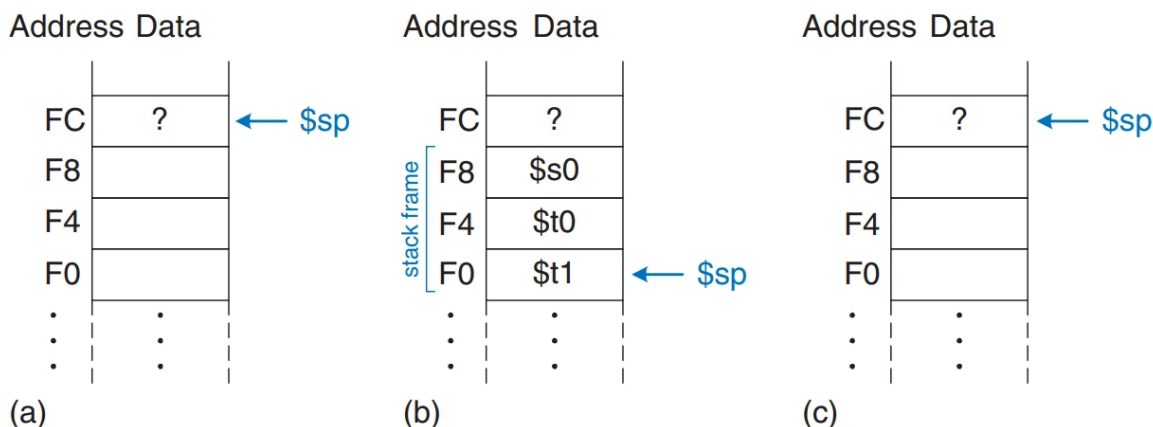 Address Data
FC ? $sp
F8
F4
F0
(a)
Address Data
stack frame
FC ?
F8 $s0
F4 $t0
F0 $t1 $sp
(b)
Address Data
FC ? $sp
F8
F4
F0
(c)